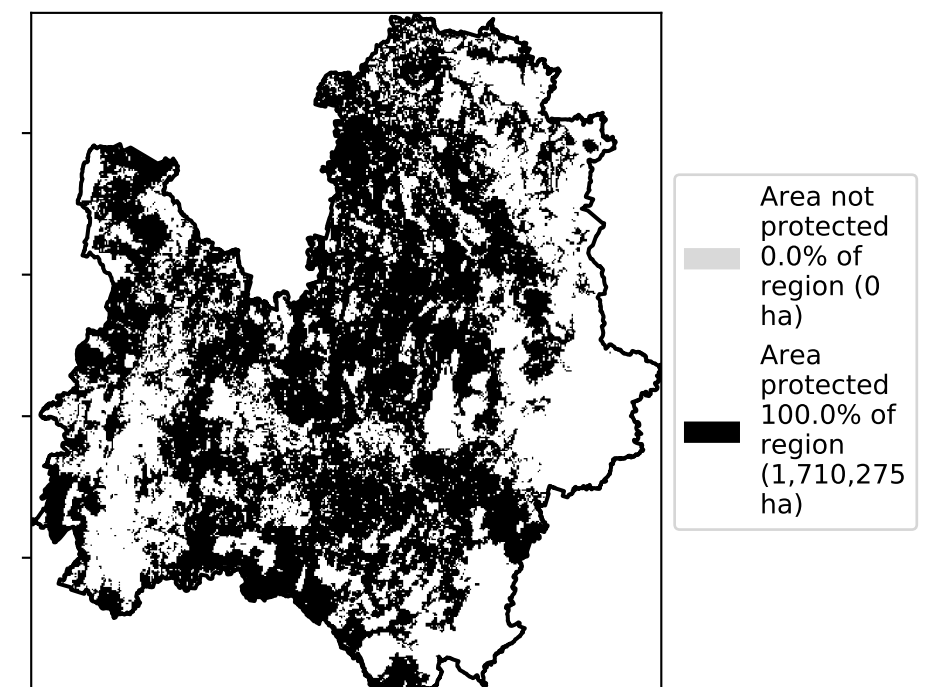 Area not
protected
0.0% of
region (0
ha)
Area
protected
100.0% of
region
(1,710,275
ha)